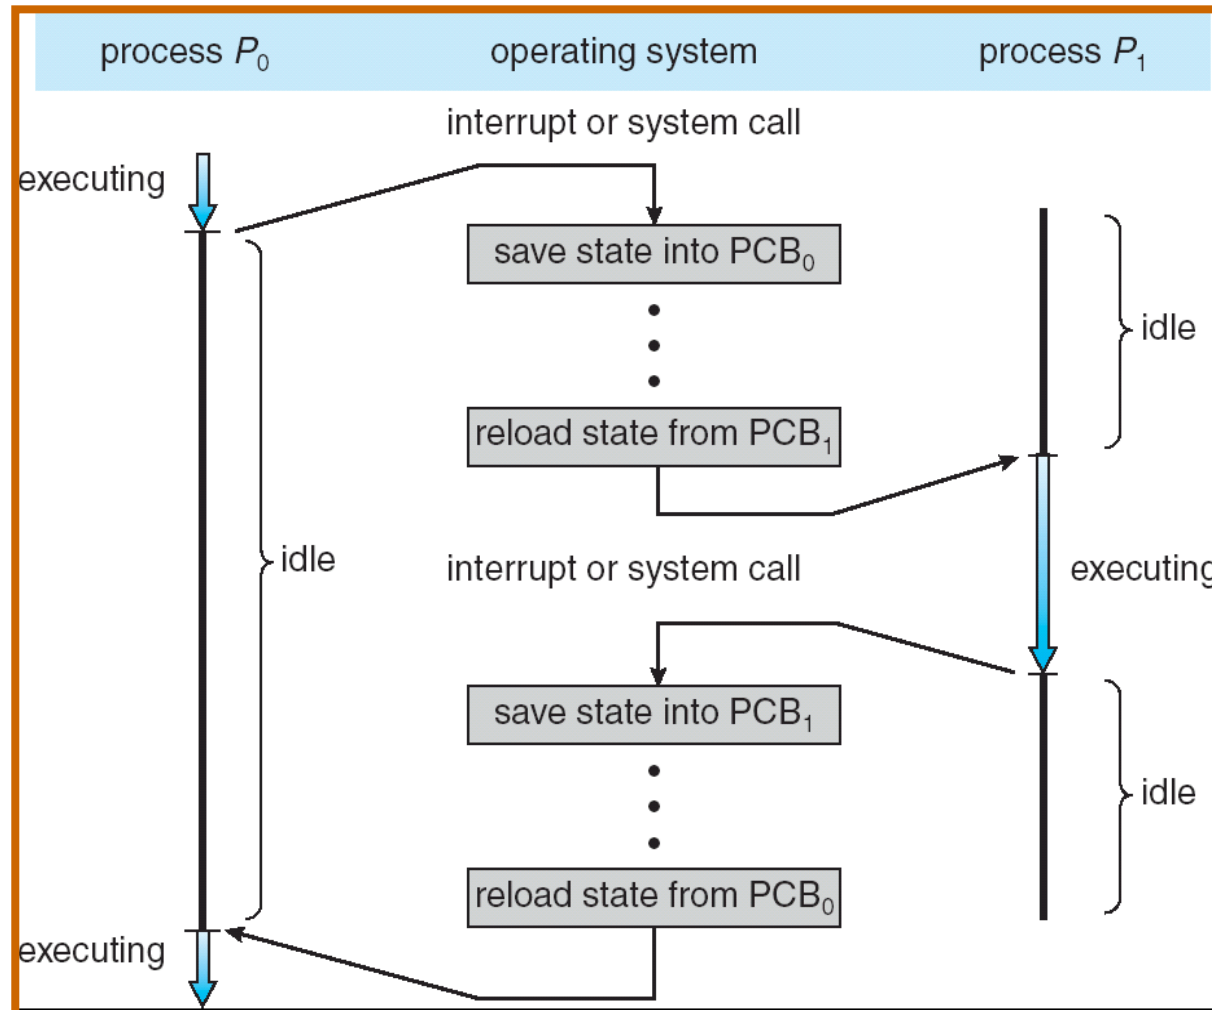 process P₀ operating system process P₁
interrupt or system call
executing
save state into PCB₀
idle
reload state from PCB₁
idle
interrupt or system call
executing
save state into PCB₁
idle
reload state from PCB₀
executing